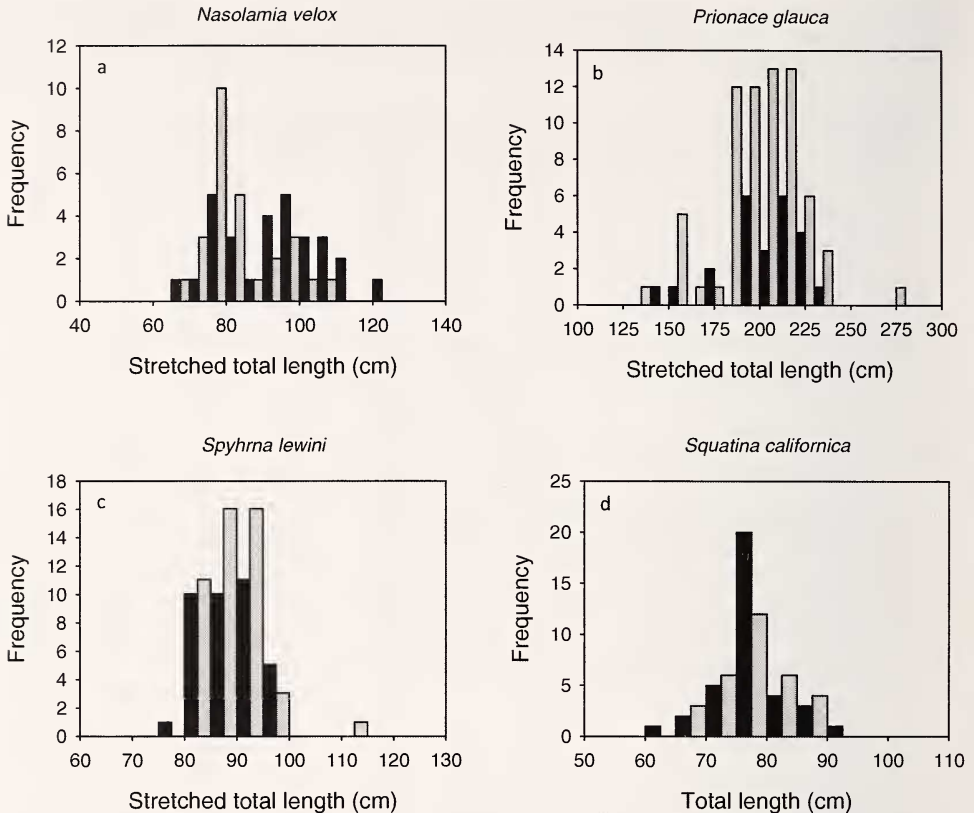 Nasolamia velox
a
12
10
8
6
4
2
0
Frequency
40 60 80 100 120 140
Stretched total length (cm)
Prionace glauca
b
14
12
10
8
6
4
2
0
Frequency
100 125 150 175 200 225 250 275 300
Stretched total length (cm)
Spyhrna lewini
c
18
16
14
12
10
8
6
4
2
0
Frequency
60 70 80 90 100 110 120 130
Stretched total length (cm)
Squatina californica
d
25
20
15
10
5
0
Frequency
50 60 70 80 90 100 110
Total length (cm)